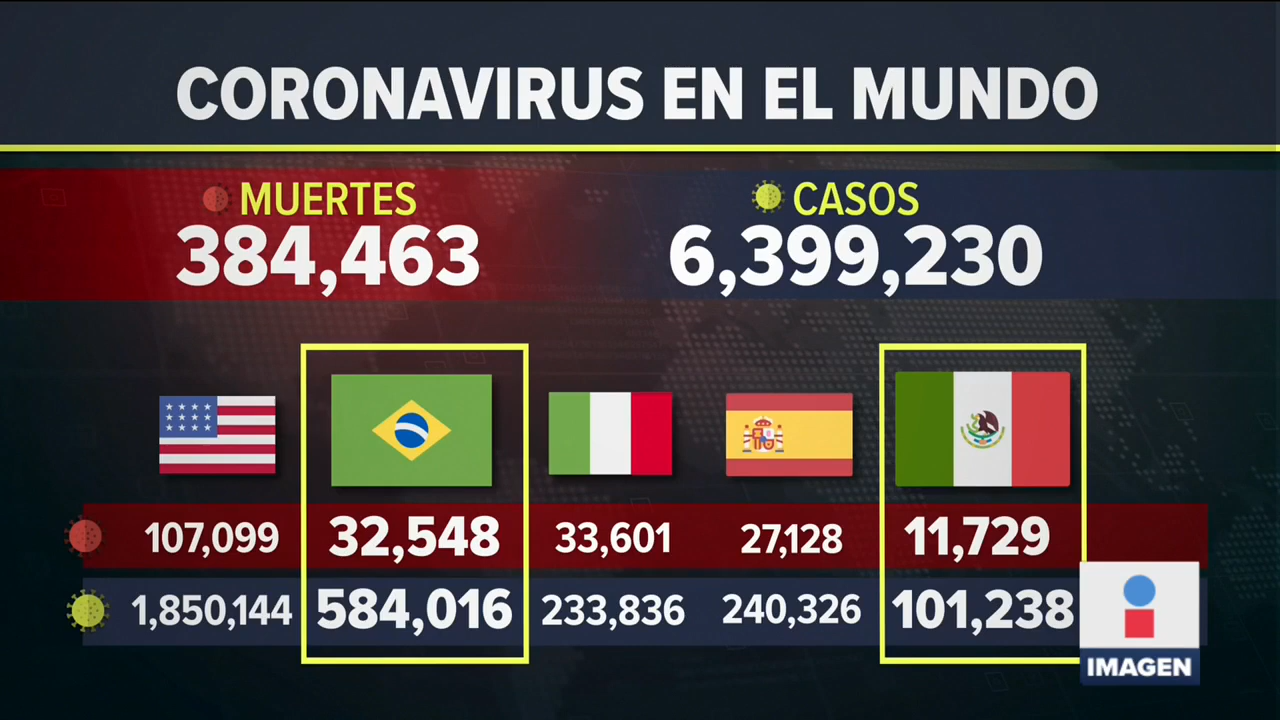 CORONAVIRUS EN EL MUNDO
MUERTES
384,463
CASOS
6,399,230
107,099 32,548 33,601 27,128 11,729
1,850,144 584,016 233,836 240,326 101,238
IMAGEN